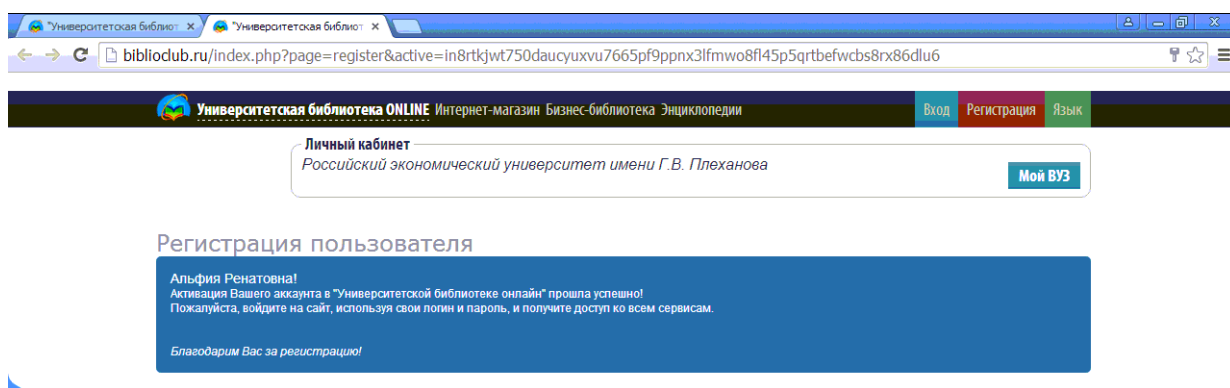 "Университетская библиот
"Университетская библиот
biblioclub.ru/index.php?page=register&active=in8rtkjwt750daucyuxvu7665pf9ppnx3lfmwo8fl45p5qrtbefwcbs8rx86dlu6
Университетская библиотека ONLINE Интернет-магазин Бизнес-библиотека Энциклопедии Вход Регистрация Язык
Личный кабинет
Российский экономический университет имени Г.В. Плеханова
Мой ВУЗ
Регистрация пользователя
Альфия Ренатовна!
Активация Вашего аккаунта в "Университетской библиотеке онлайн" прошла успешно!
Пожалуйста, войдите на сайт, используя свои логин и пароль, и получите доступ ко всем сервисам.
Благодарим Вас за регистрацию!